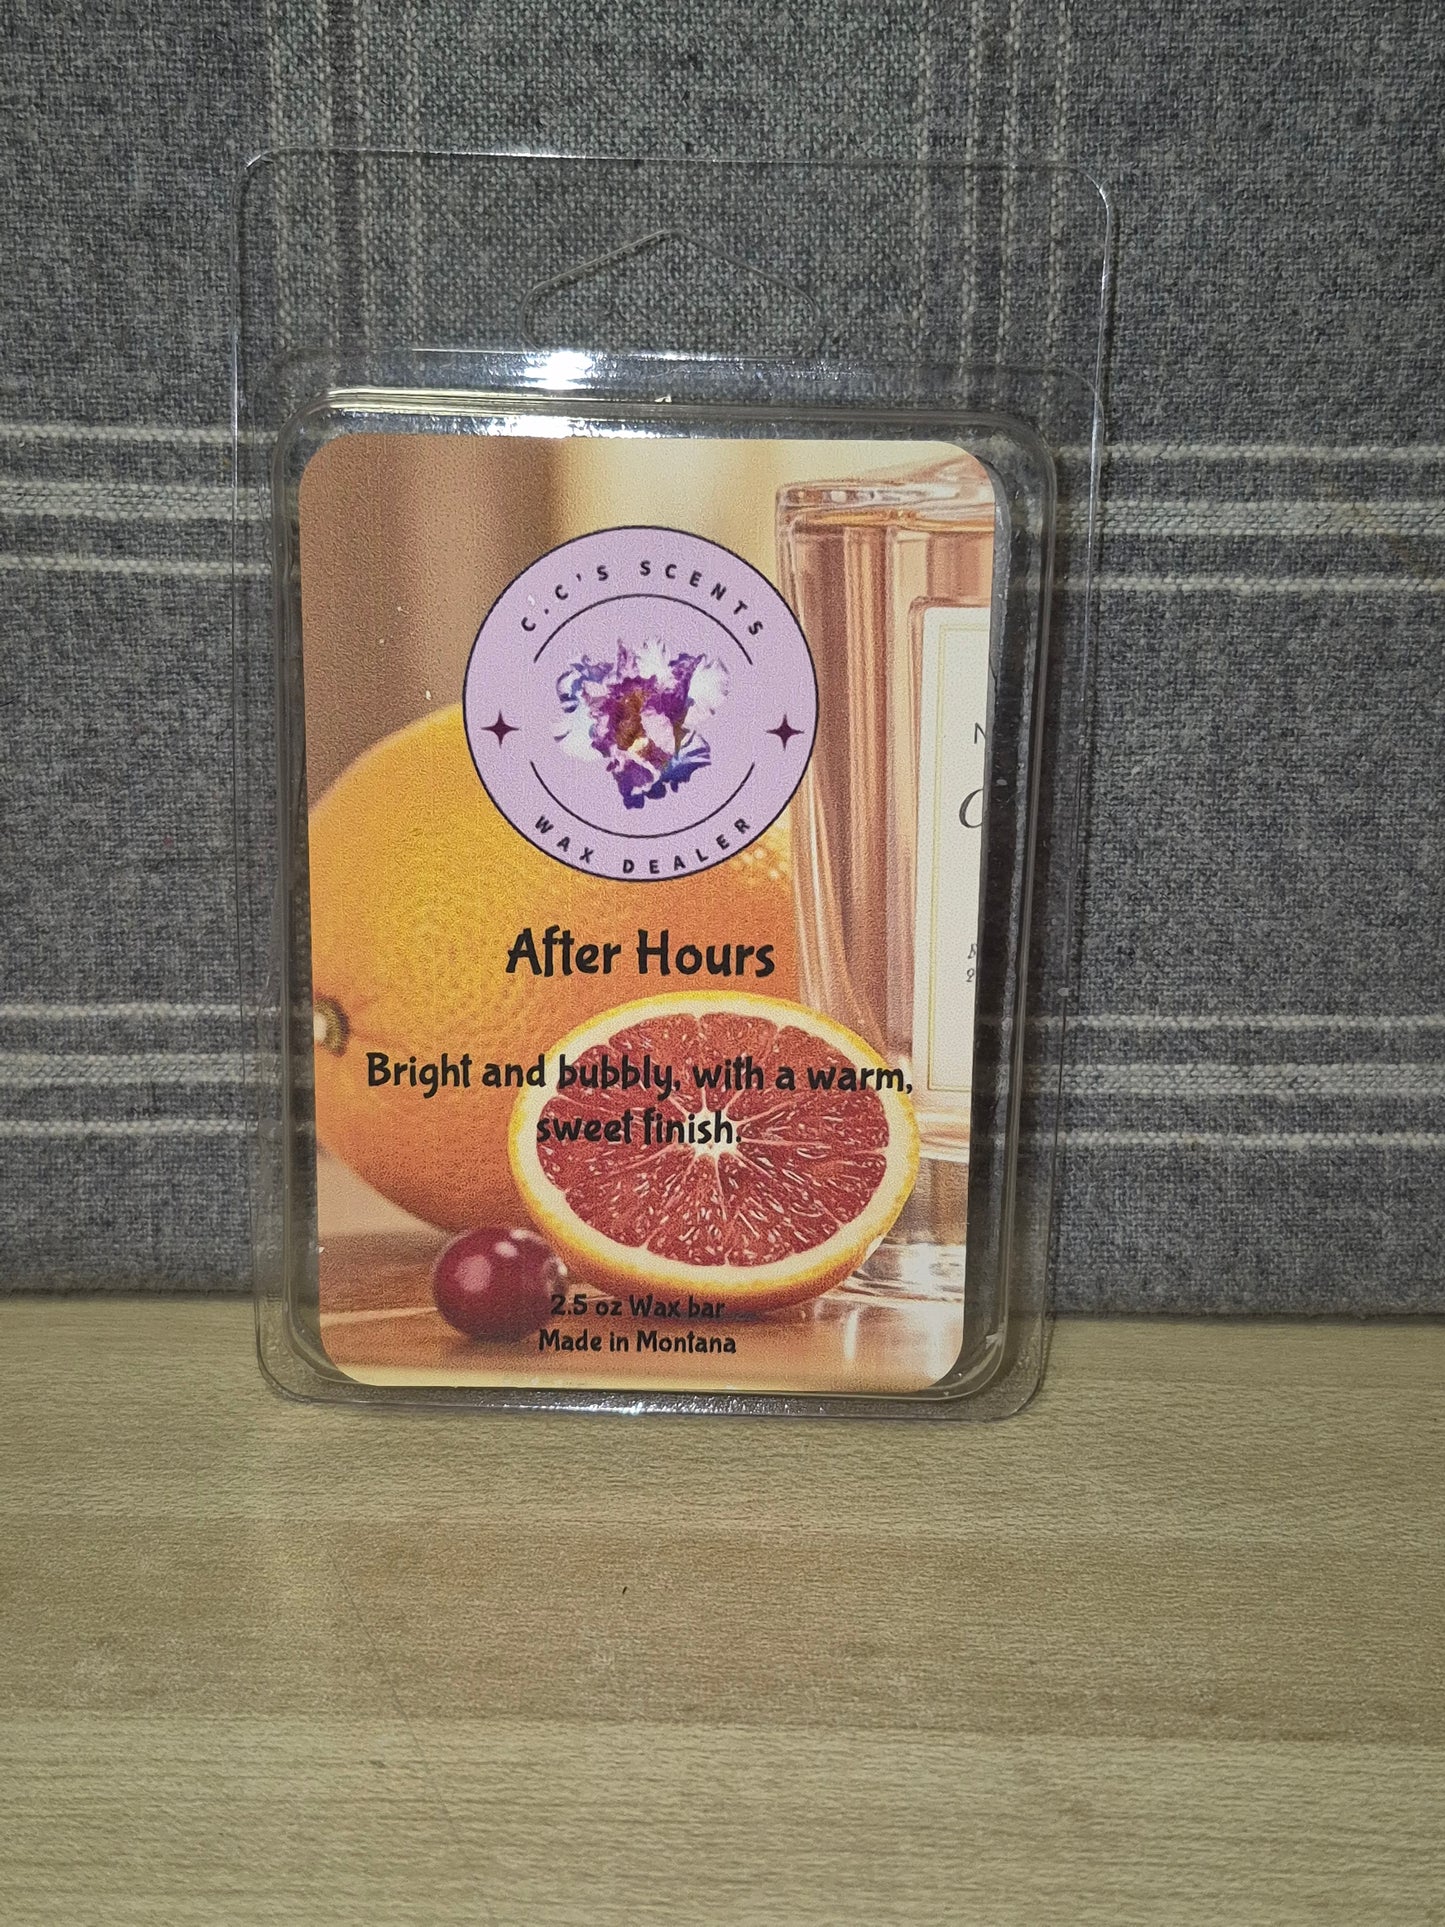 C.C'S SCENTS
WAX DEALER
After Hours
Bright and bubbly, with a warm,
sweet finish.
2.5 oz Wax bar
Made in Montana